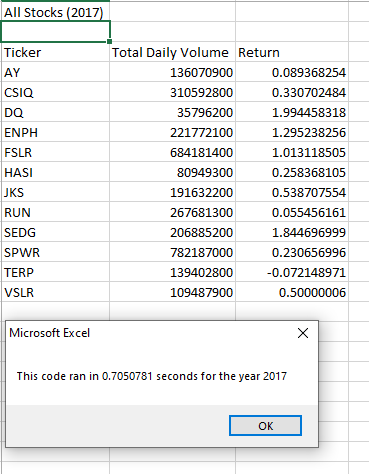 All Stocks (2017)
Ticker Total Daily Volume Return
AY 136070900 0.089368254
CSIQ 310592800 0.330702484
DQ 35796200 1.994458318
ENPH 221772100 1.295238256
FSLR 684181400 1.013118505
HASI 80949300 0.258368105
JKS 191632200 0.538707554
RUN 267681300 0.055456161
SEDG 206885200 1.844696999
SPWR 782187000 0.230656996
TERP 139402800 -0.072148971
VSLR 109487900 0.50000006
Microsoft Excel
This code ran in 0.7050781 seconds for the year 2017
OK